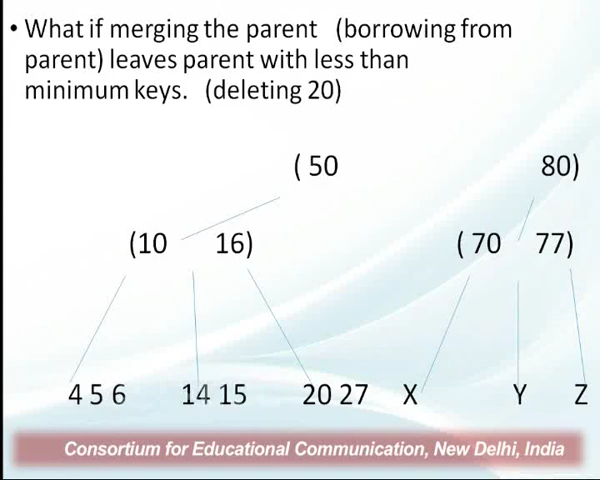 • What if merging the parent (borrowing from
parent) leaves parent with less than
minimum keys. (deleting 20)
( 50 80)
(10 16) ( 70 77)
4 5 6 14 15 20 27 X Y Z
Consortium for Educational Communication, New Delhi, India